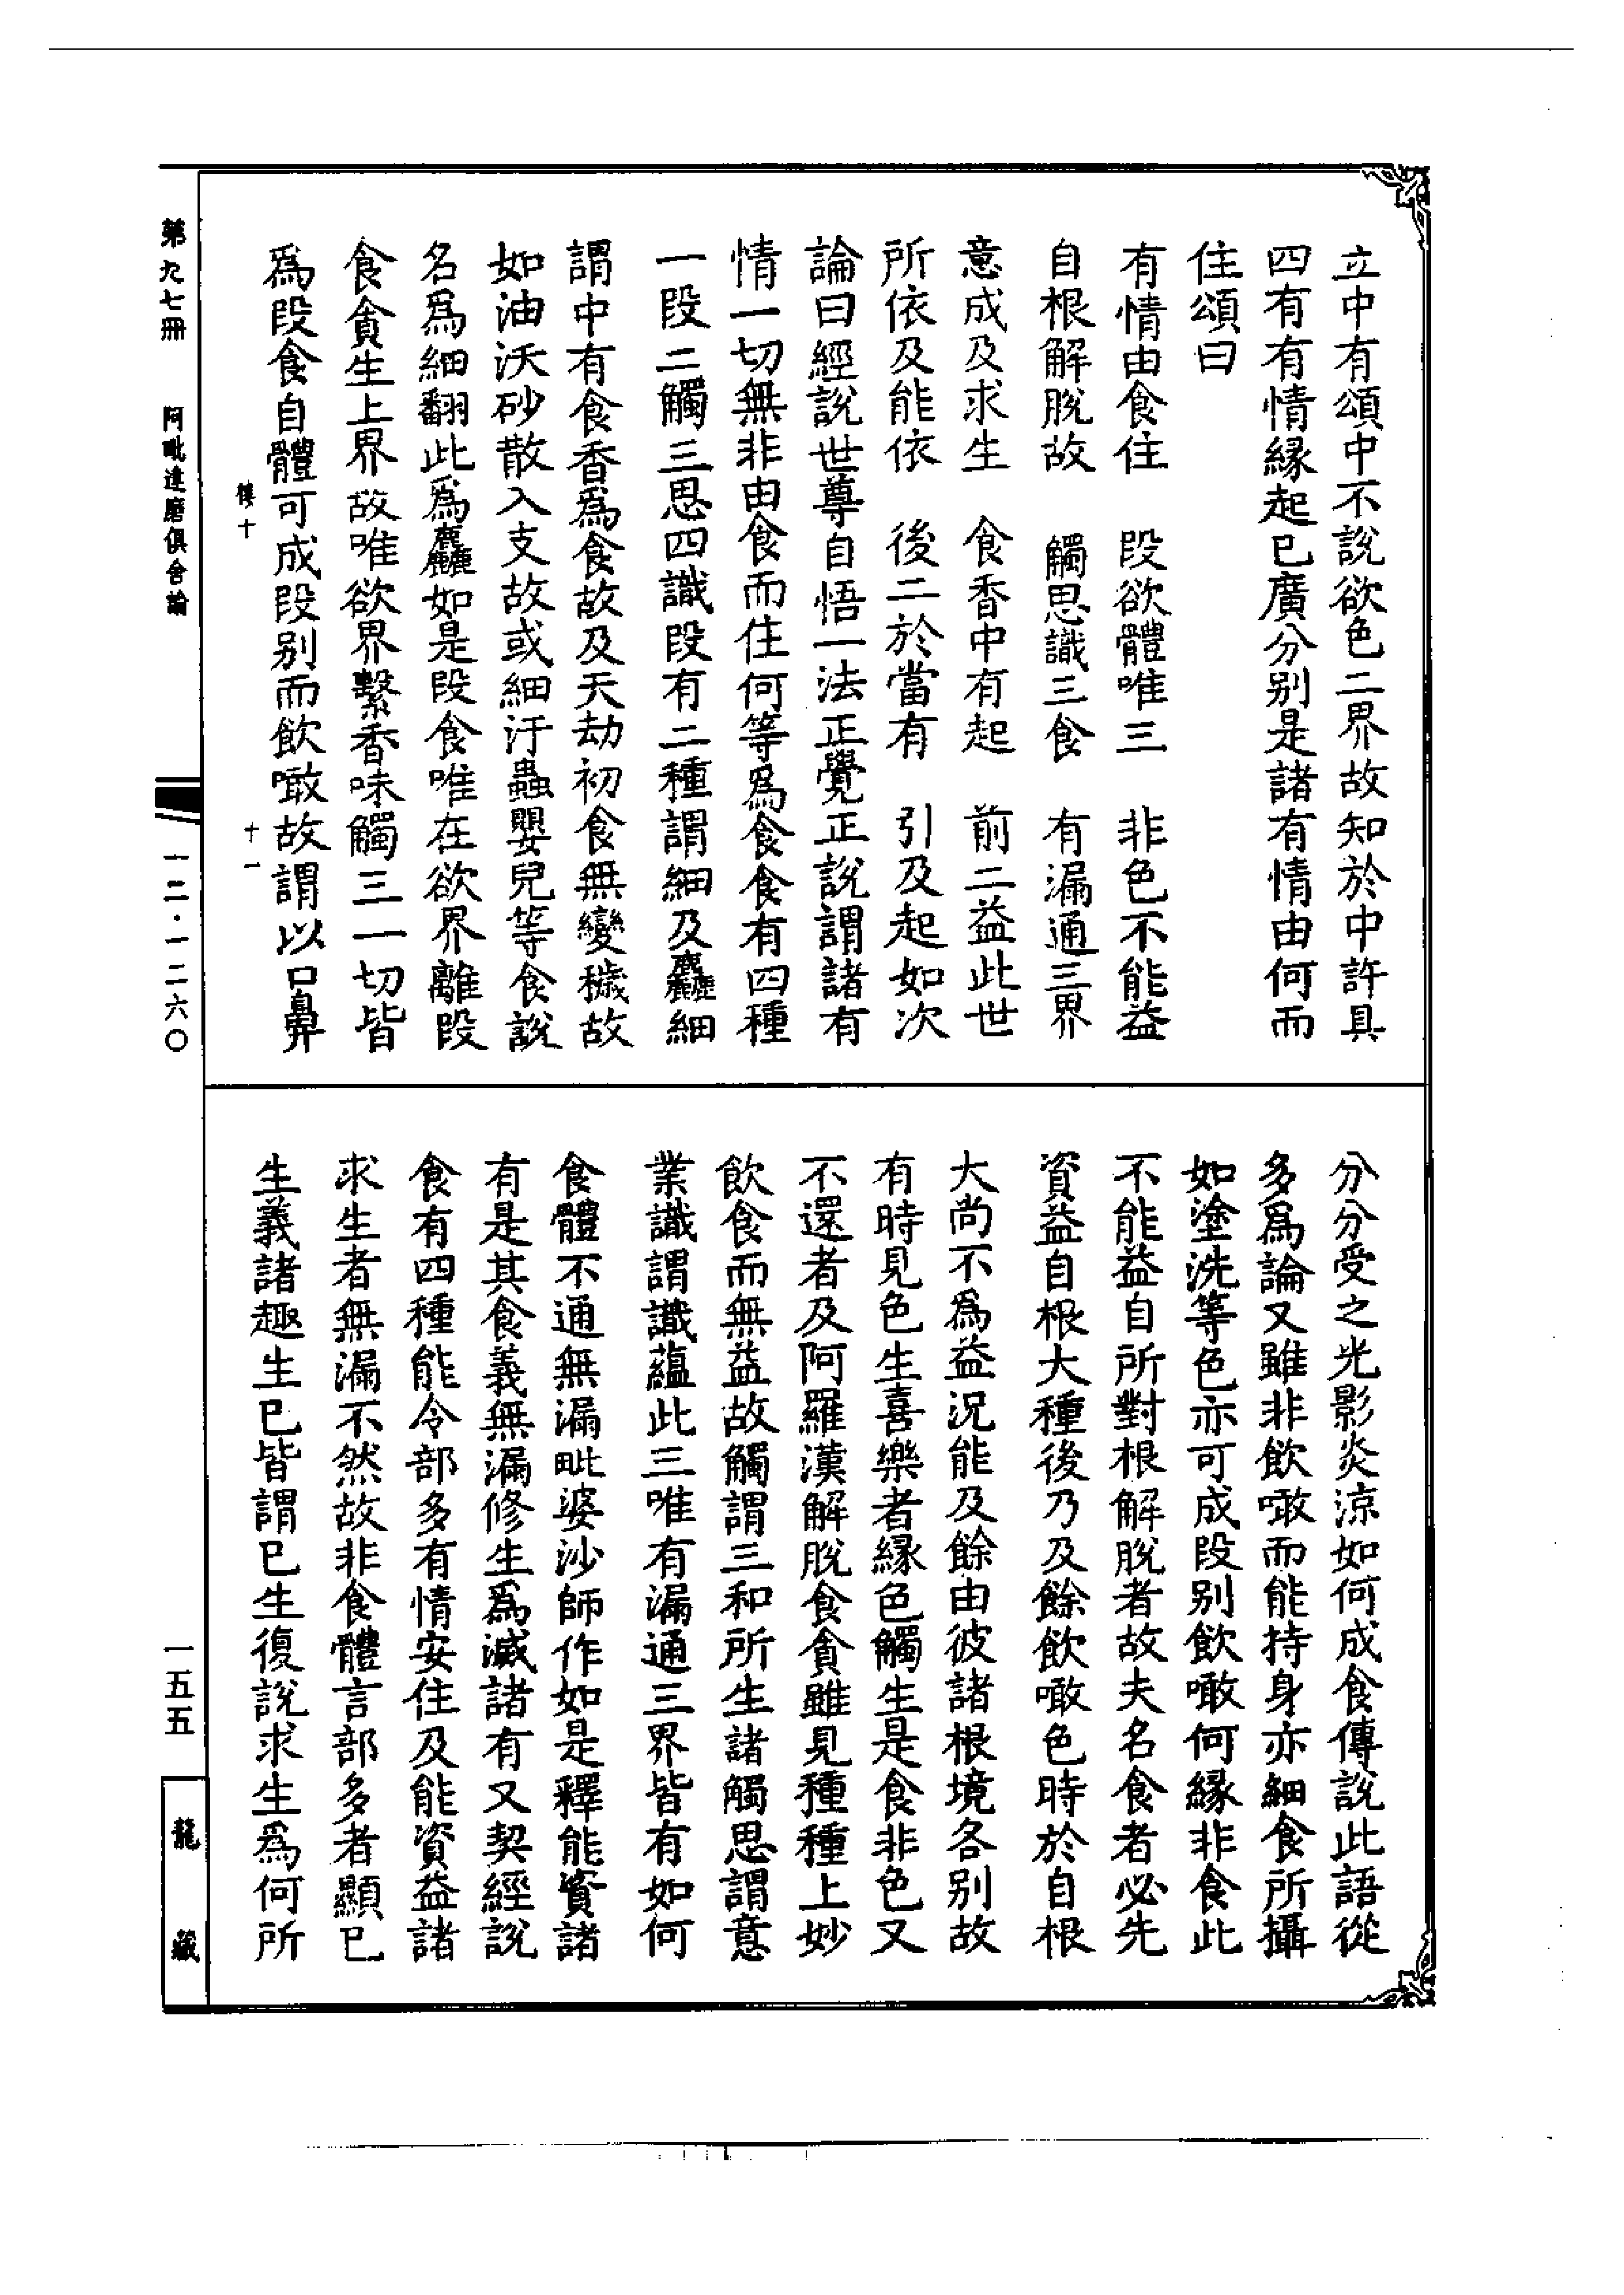 立中有頌中不說欲色二界故知於中許具
四有有情緣起已廣分別是諸有情由何而
住頌曰
有情由食住　段欲體唯三　非色不能益
自根解脫故　觸思識三食　有漏通三界
意成及求生　食香中有起　前二益此世
所依及能依　後二於當有　引及起如次
論曰經說世尊自悟一法正覺正說謂諸有
情一切無非由食而住何等為食食有四種
一段二觸三思四識段有二種謂細及麤細
謂中有食香為食故及天劫初食無變穢故
如油沃砂散入支故或細汙蟲嬰兒等食說
名為細翻此為麤如是段食唯在欲界離段
食貪生上界故唯欲界繫香味觸三一切皆
為段食自體可成段別而飲噉故謂以口鼻
分分受之光影炎涼如何成食傳說此語從
多為論又雖非飲噉而能持身亦細食所攝
如塗洗等色亦可成段別飲噉何緣非食此
不能益自所對根解脫者故夫名食者必先
資益自根大種後乃及餘飲噉色時於自根
大尚不為益況能及餘由彼諸根境各別故
有時見色生喜樂者緣色觸生是食非色又
不還者及阿羅漢解脫食貪雖見種種上妙
飲食而無益故觸謂三和所生諸觸思謂意
業識謂識蘊此三唯有漏通三界皆有如何
食體不通無漏毗婆沙師作如是釋能資諸
有是其食義無漏修生為滅諸有又契經說
食有四種能令部多有情安住及能資益諸
求生者無漏不然故非食體言部多者顯已
生義諸趣生已皆謂已生復說求生為何所
第九七冊　阿毗達磨俱舍論
樓十
十一
一二·一二六〇
一五五
龍藏